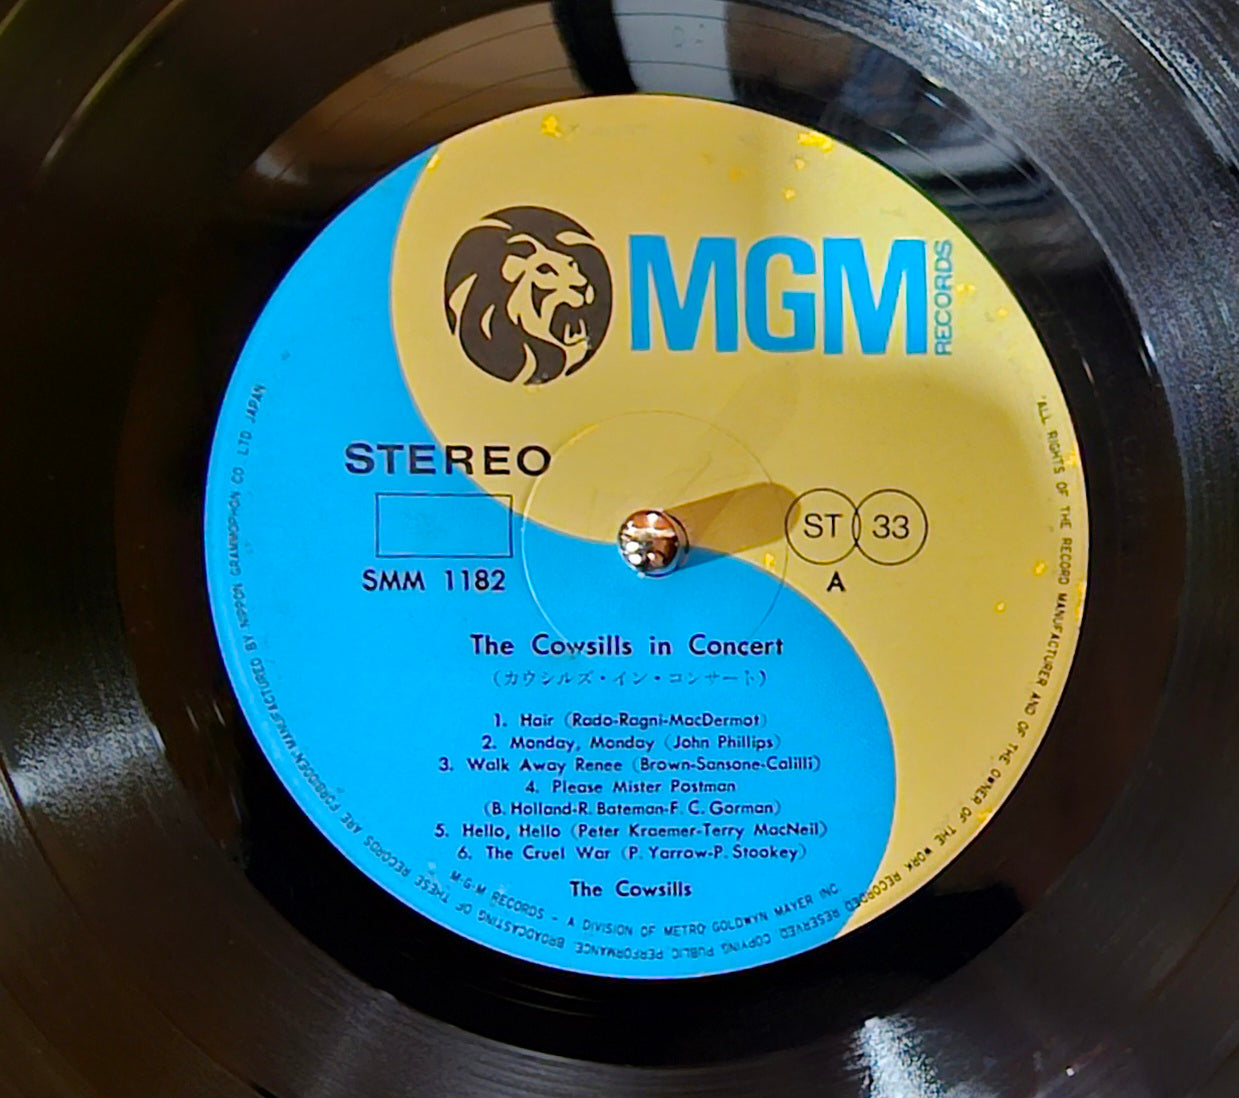 MGM
RECORDS
STEREO
ST 33
SMM 1182
A
The Cowsills in Concert
(カウシルズ・イン・コンサート)
1. Hair (Rado-Ragni-MacDermot)
2. Monday, Monday (John Phillips)
3. Walk Away Renee (Brown-Sansone-Calilli)
4. Please Mister Postman
(B. Holland-R. Bateman-F. C. Gorman)
5. Hello, Hello (Peter Kraemer-Terry MacNeil)
6. The Cruel War (P. Yarrow-P. Stookey)
The Cowsills
M·G·M RECORDS - A DIVISION OF METRO GOLDWYN MAYER INC.
ALL RIGHTS OF THE RECORD MANUFACTURER AND OF THE OWNER OF THE WORK RECORDED RESERVED. COPYING PUBLIC PERFORMANCE BROADCASTING OF THESE RECORDS ARE FORBIDDEN·MANUFACTURED BY NIPPON GRAMMOPHON CO LTD JAPAN